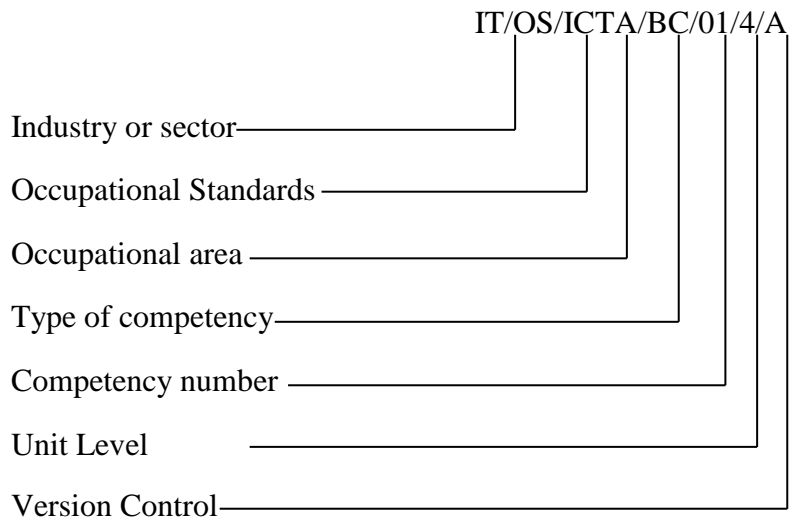 IT/OS/ICTA/BC/01/4/A
Industry or sector
Occupational Standards
Occupational area
Type of competency
Competency number
Unit Level
Version Control